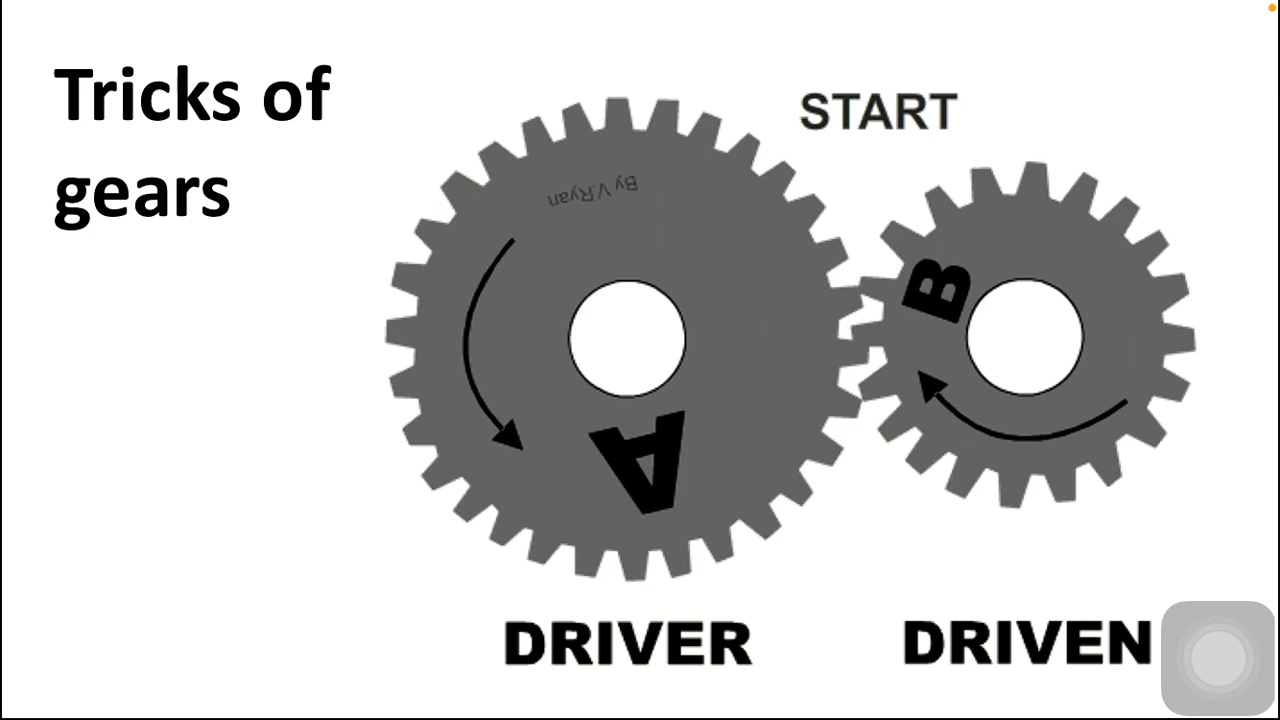 Tricks of
gears
START
By V.Ryan
B
A
DRIVER
DRIVEN